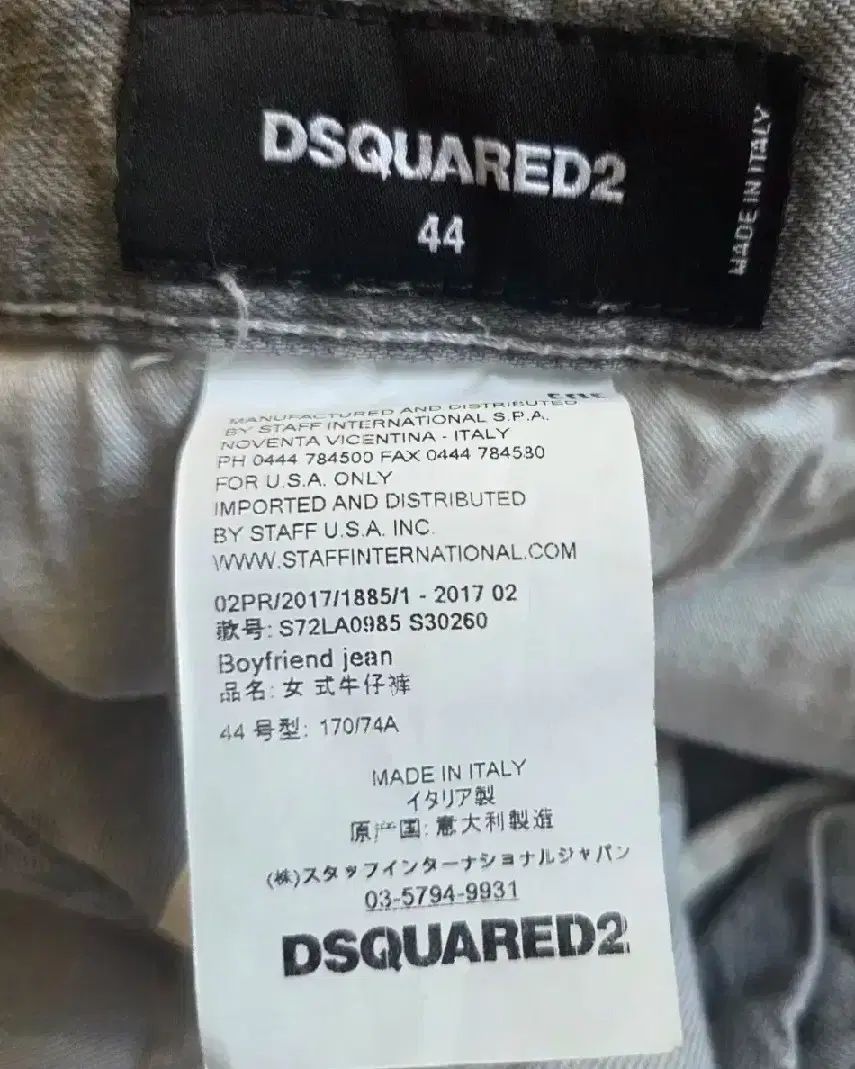 DSQUARED2
44
MADE IN ITALY
MANUFACTURED AND DISTRIBUTED
BY STAFF INTERNATIONAL S.P.A.
NOVENTA VICENTINA - ITALY
PH 0444 784500 FAX 0444 784580
FOR U.S.A. ONLY
IMPORTED AND DISTRIBUTED
BY STAFF U.S.A. INC.
WWW.STAFFINTERNATIONAL.COM
02PR/2017/1885/1 - 2017 02
款号: S72LA0985 S30260
Boyfriend jean
品名: 女 式牛仔裤
44 号型: 170/74A
MADE IN ITALY
イタリア製
原产国: 意大利製造
(株)スタッフインターナショナルジャパン
03-5794-9931
DSQUARED2